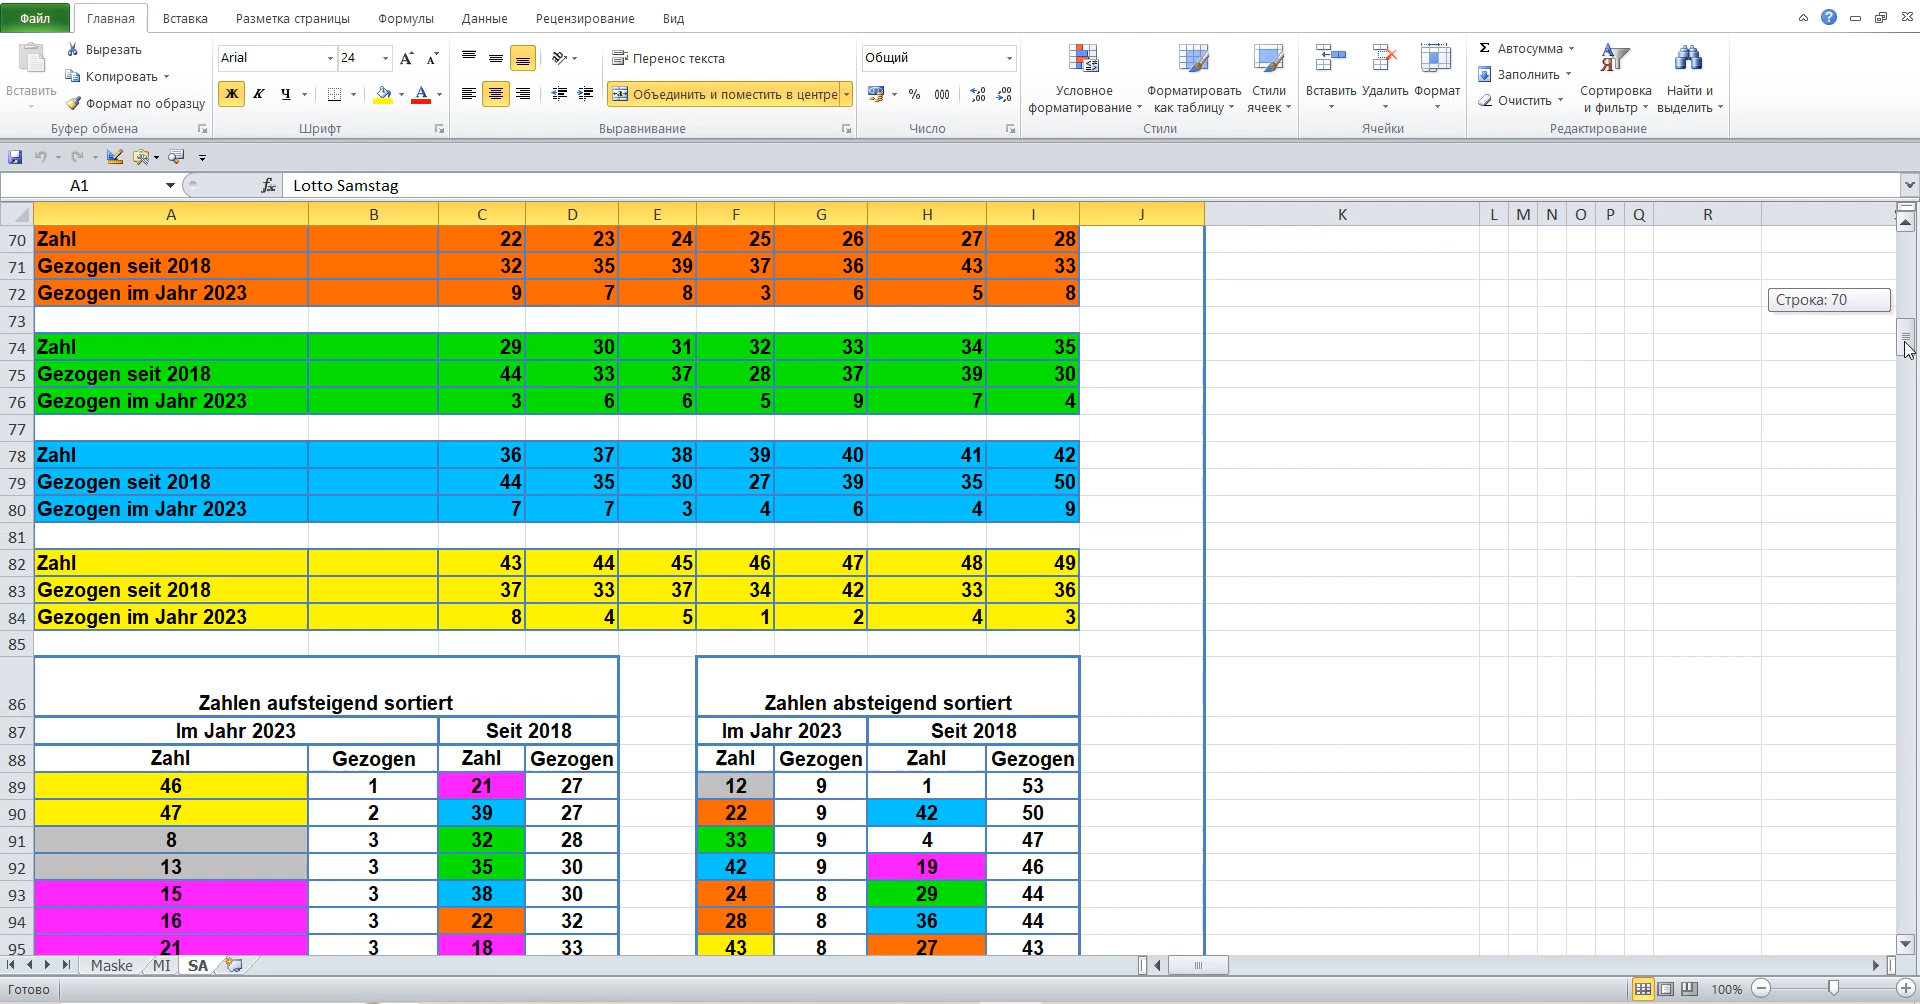 Файл Главная Вставка Разметка страницы Формулы Данные Рецензирование Вид
Вставить
Вырезать
Копировать
Формат по образцу
Буфер обмена
Arial 24
Ж К Ч А
Шрифт
Перенос текста
Объединить и поместить в центре
Выравнивание
Общий
% 000
Число
Условное форматирование
Форматировать как таблицу
Стили ячеек
Стили
Вставить Удалить Формат
Ячейки
Σ Автосумма
Заполнить
Очистить
Сортировка и фильтр
Найти и выделить
Редактирование
A1 fx Lotto Samstag
A B C D E F G H I J K L M N O P Q R
70 Zahl 22 23 24 25 26 27 28
71 Gezogen seit 2018 32 35 39 37 36 43 33
72 Gezogen im Jahr 2023 9 7 8 3 6 5 8
Строка: 70
73
74 Zahl 29 30 31 32 33 34 35
75 Gezogen seit 2018 44 33 37 28 37 39 30
76 Gezogen im Jahr 2023 3 6 6 5 9 7 4
77
78 Zahl 36 37 38 39 40 41 42
79 Gezogen seit 2018 44 35 30 27 39 35 50
80 Gezogen im Jahr 2023 7 7 3 4 6 4 9
81
82 Zahl 43 44 45 46 47 48 49
83 Gezogen seit 2018 37 33 37 34 42 33 36
84 Gezogen im Jahr 2023 8 4 5 1 2 4 3
85
86 Zahlen aufsteigend sortiert Zahlen absteigend sortiert
87 Im Jahr 2023 Seit 2018 Im Jahr 2023 Seit 2018
88 Zahl Gezogen Zahl Gezogen Zahl Gezogen Zahl Gezogen
89 46 1 21 27 12 9 1 53
90 47 2 39 27 22 9 42 50
91 8 3 32 28 33 9 4 47
92 13 3 35 30 42 9 19 46
93 15 3 38 30 24 8 29 44
94 16 3 22 32 28 8 36 44
95 21 3 18 33 43 8 27 43
Maske MI SA
Готово 100%